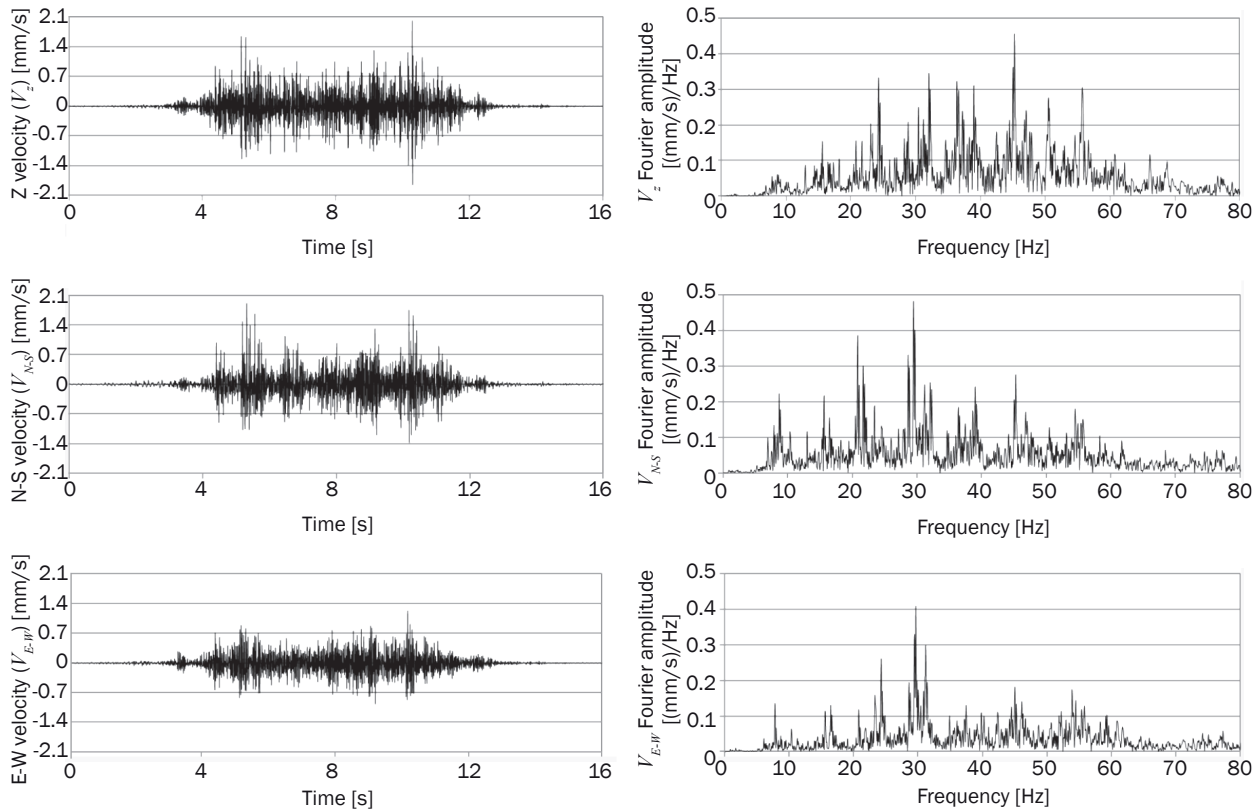 Z velocity (V_z) [mm/s]
2.1
1.4
0.7
0
-0.7
-1.4
-2.1
0 4 8 12 16
Time [s]
V_z Fourier amplitude
[(mm/s)/Hz]
0.5
0.4
0.3
0.2
0.1
0
0 10 20 30 40 50 60 70 80
Frequency [Hz]
N-S velocity (V_N-S) [mm/s]
2.1
1.4
0.7
0
-0.7
-1.4
-2.1
0 4 8 12 16
Time [s]
V_N-S Fourier amplitude
[(mm/s)/Hz]
0.5
0.4
0.3
0.2
0.1
0
0 10 20 30 40 50 60 70 80
Frequency [Hz]
E-W velocity (V_E-W) [mm/s]
2.1
1.4
0.7
0
-0.7
-1.4
-2.1
0 4 8 12 16
Time [s]
V_E-W Fourier amplitude
[(mm/s)/Hz]
0.5
0.4
0.3
0.2
0.1
0
0 10 20 30 40 50 60 70 80
Frequency [Hz]